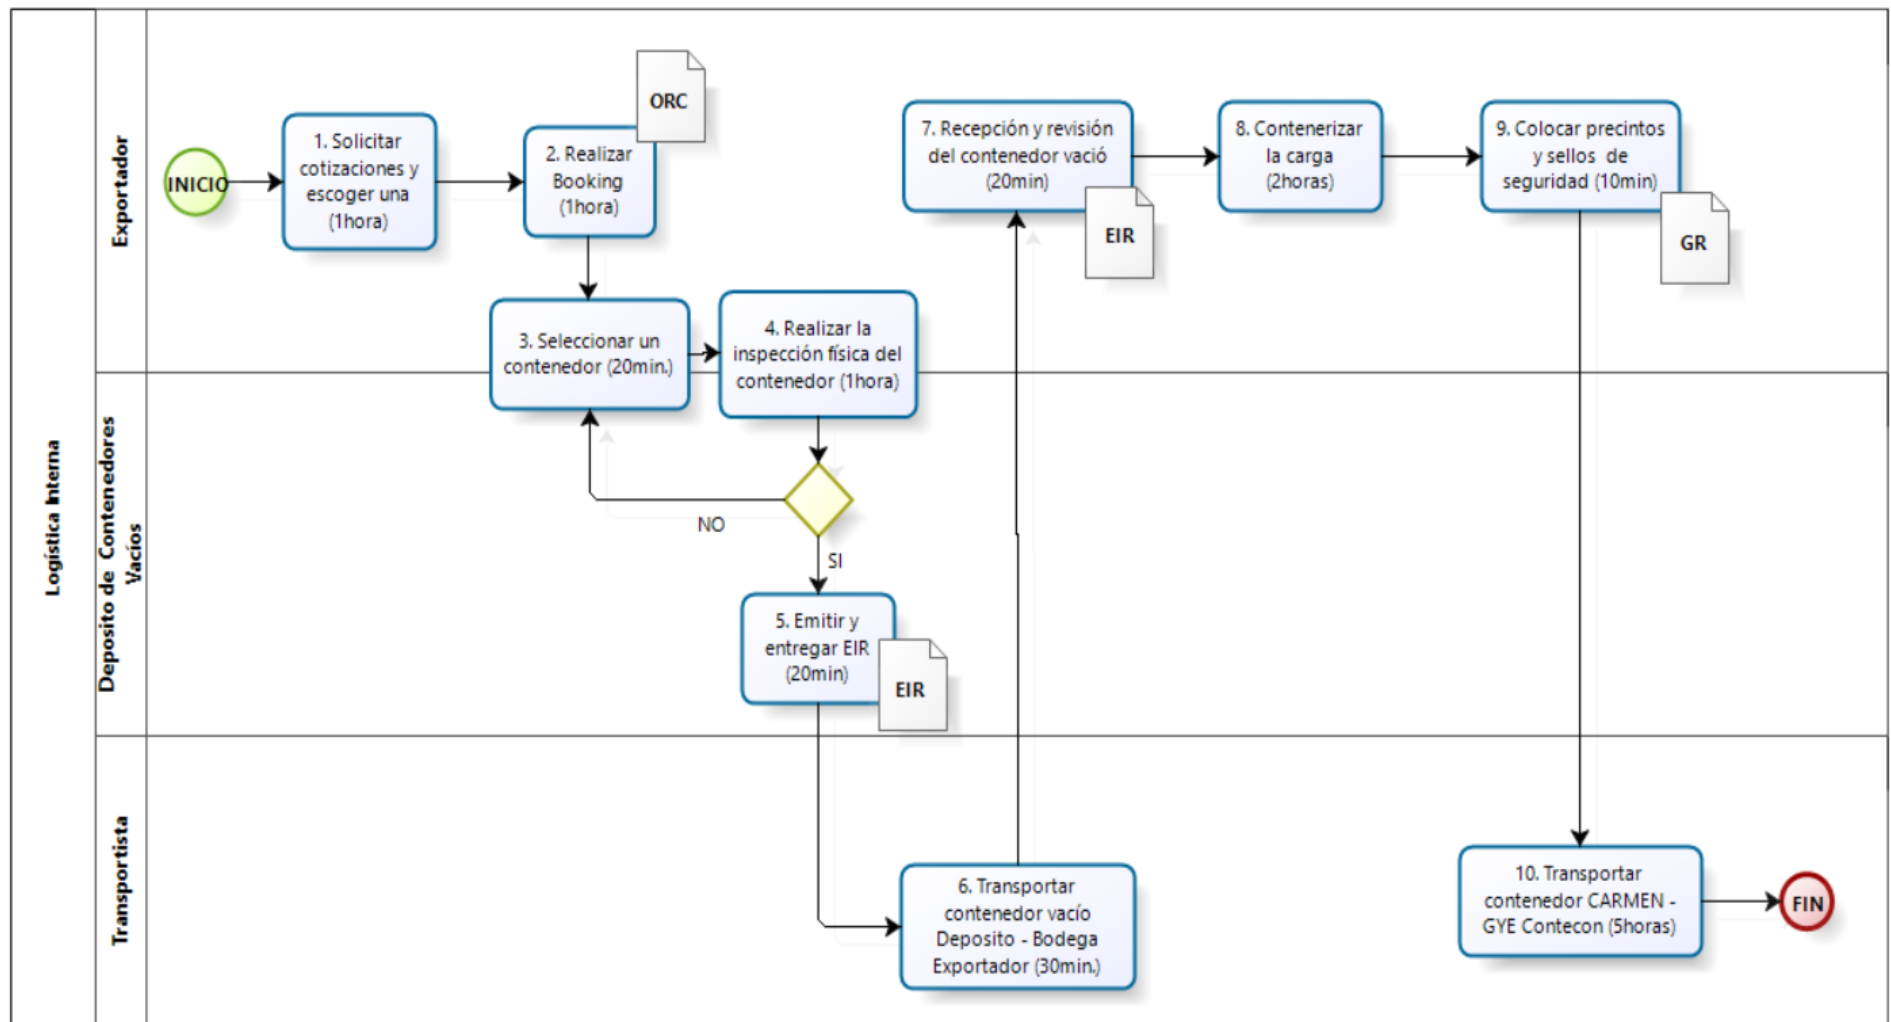 Logística Interna
Exportador
Deposito de Contenedores
Vacíos
Transportista
INICIO
1. Solicitar
cotizaciones y
escoger una
(1hora)
ORC
2. Realizar
Booking
(1hora)
3. Seleccionar un
contenedor (20min.)
4. Realizar la
inspección física del
contenedor (1hora)
NO
SI
5. Emitir y
entregar EIR
(20min)
EIR
6. Transportar
contenedor vacío
Deposito - Bodega
Exportador (30min.)
7. Recepción y revisión
del contenedor vació
(20min)
EIR
8. Contenerizar
la carga
(2horas)
9. Colocar precintos
y sellos de
seguridad (10min)
GR
10. Transportar
contenedor CARMEN -
GYE Contecon (5horas)
FIN